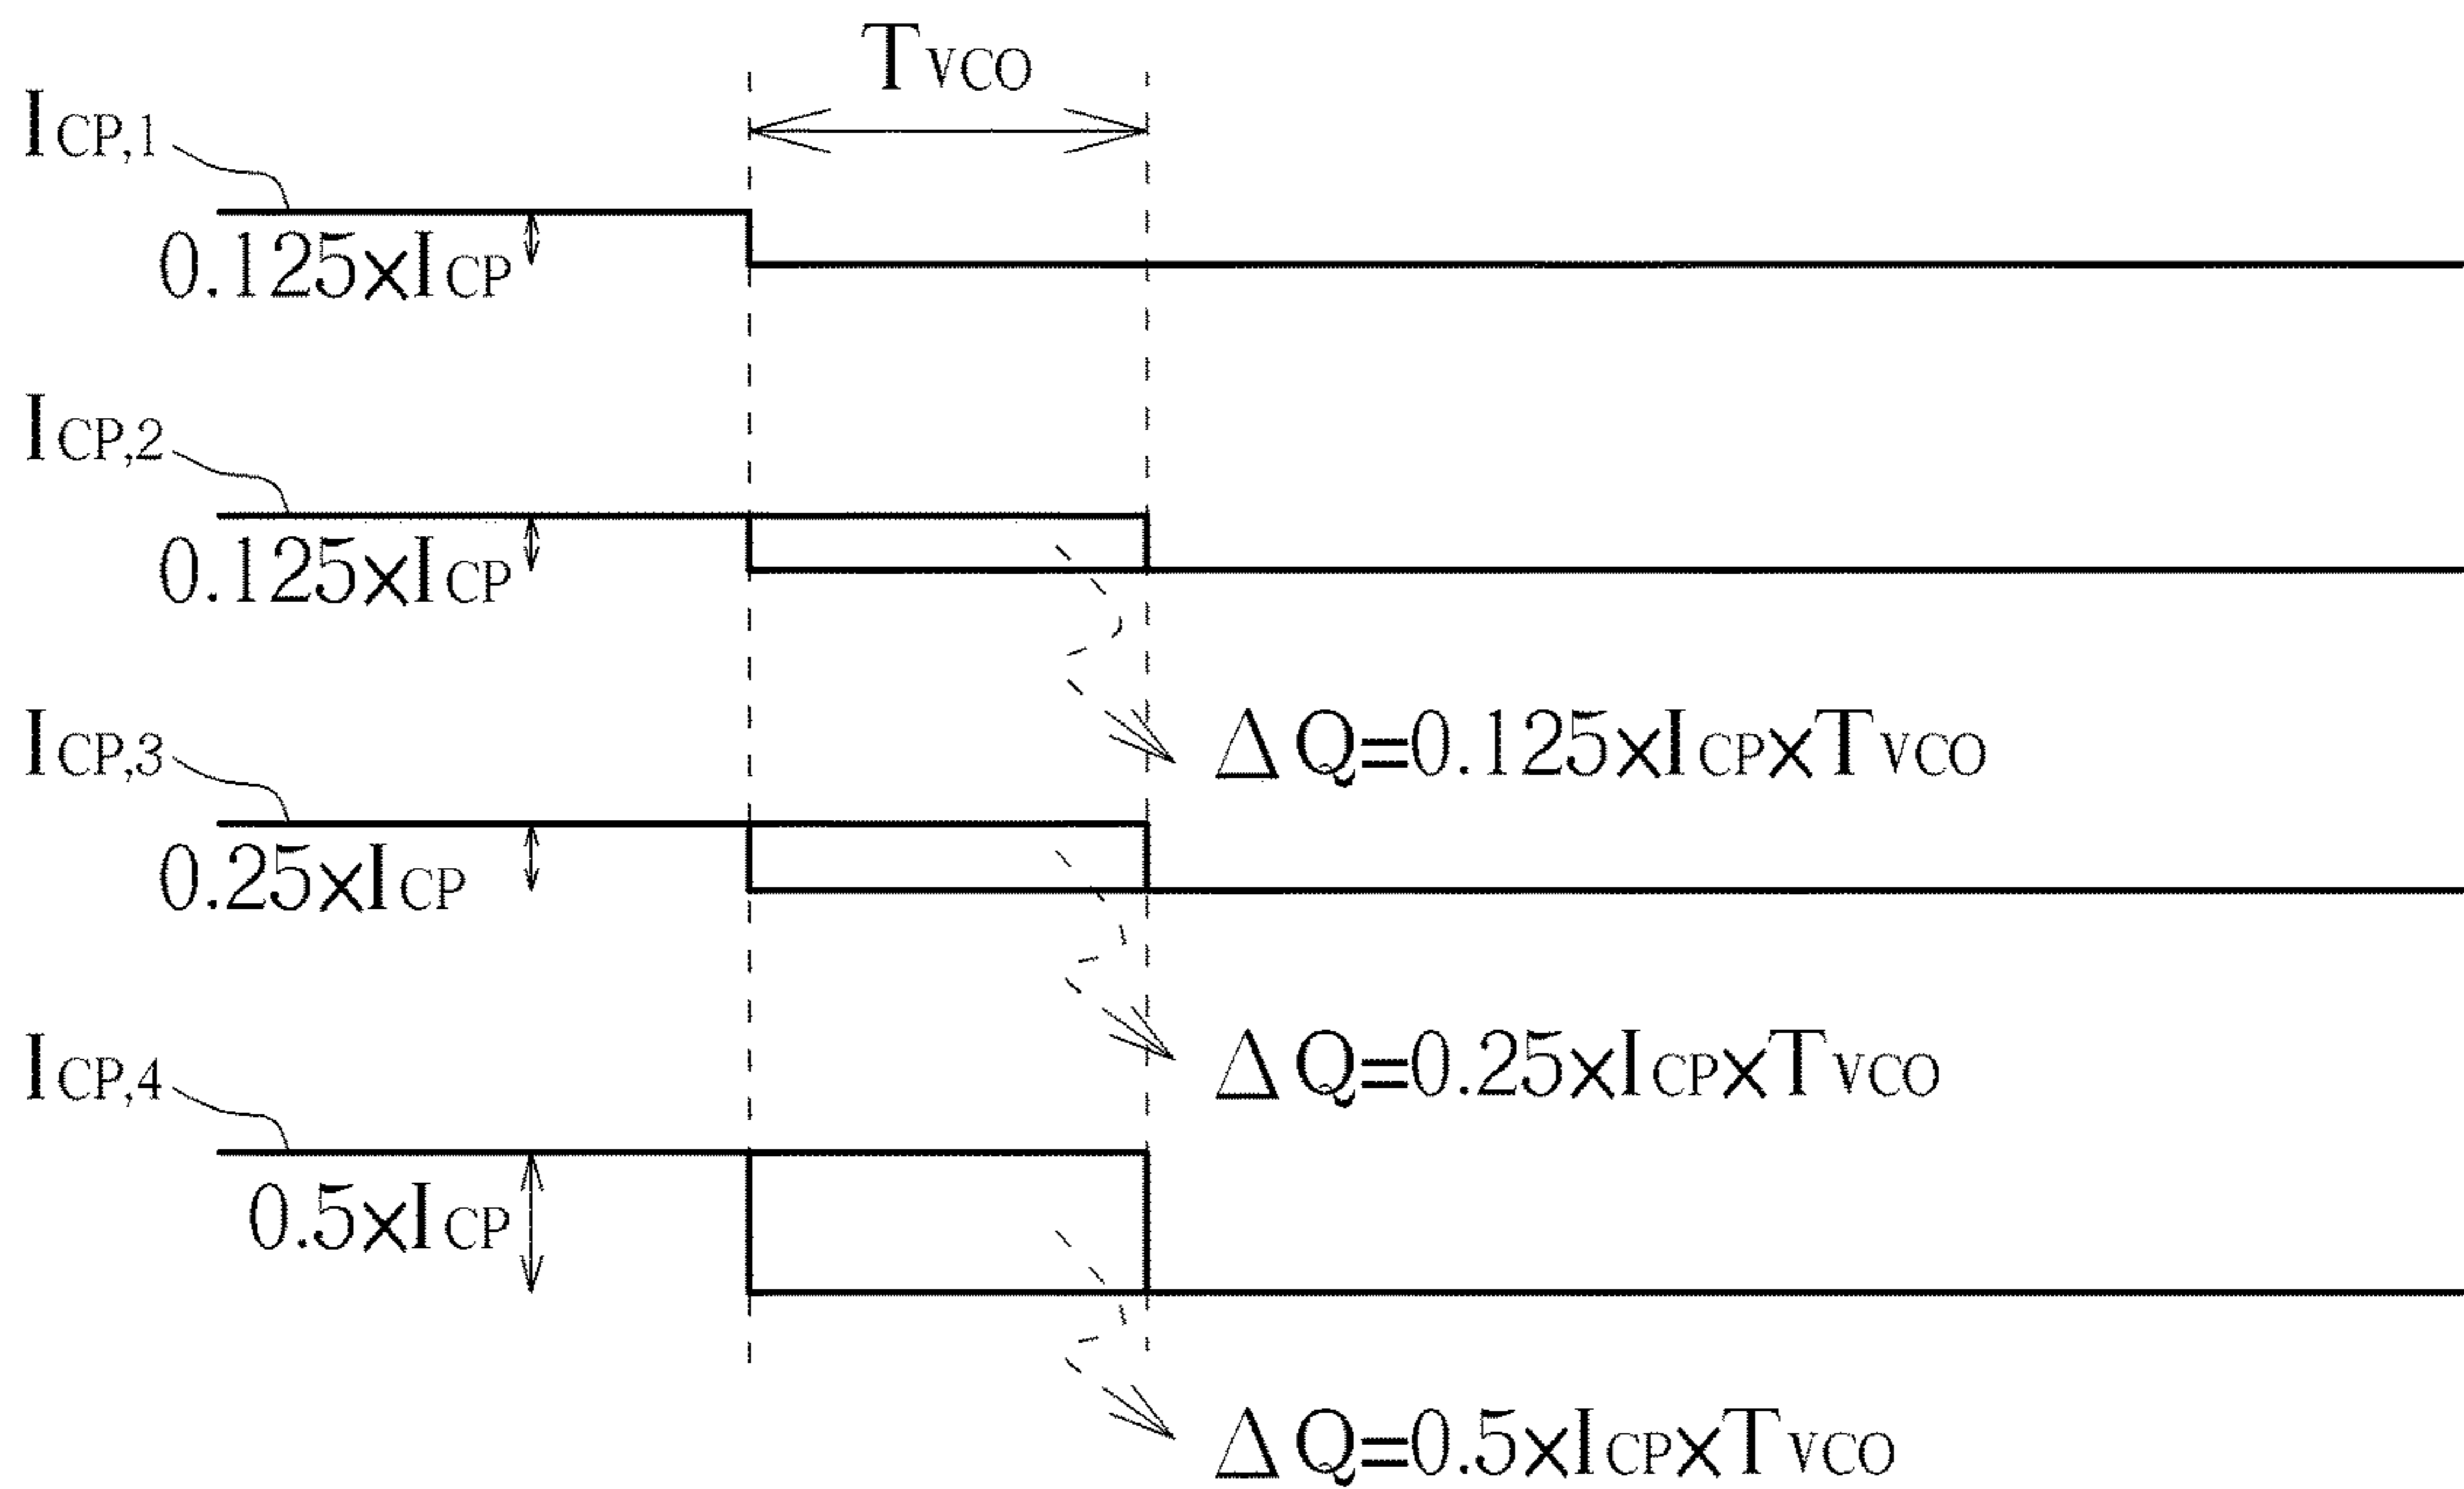 TVCO
ICP,1
0.125×ICP
ICP,2
0.125×ICP
ΔQ=0.125×ICP×TVCO
ICP,3
0.25×ICP
ΔQ=0.25×ICP×TVCO
ICP,4
0.5×ICP
ΔQ=0.5×ICP×TVCO